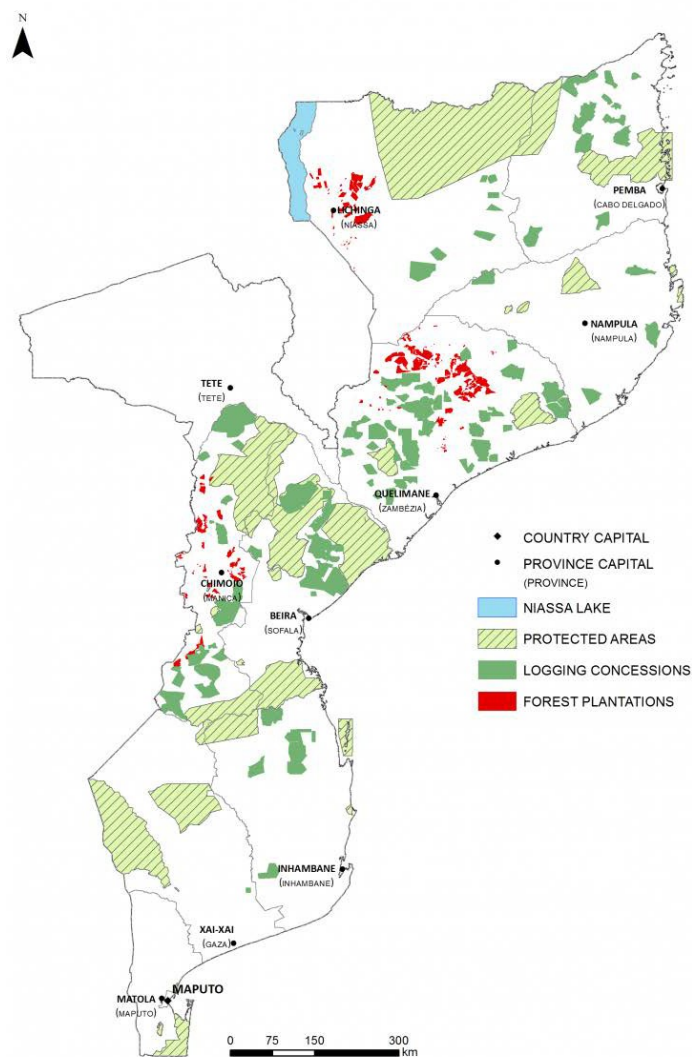 N
PEMBA
(CABO DELGADO)
LICHINGA
(NIASSA)
NAMPULA
(NAMPULA)
TETE
(TETE)
QUELIMANE
(ZAMBÉZIA)
CHIMOIO
(MANICA)
BEIRA
(SOFALA)
INHAMBANE
(INHAMBANE)
XAI-XAI
(GAZA)
MAPUTO
MATOLA
(MAPUTO)
COUNTRY CAPITAL
PROVINCE CAPITAL
(PROVINCE)
NIASSA LAKE
PROTECTED AREAS
LOGGING CONCESSIONS
FOREST PLANTATIONS
0 75 150 300
km